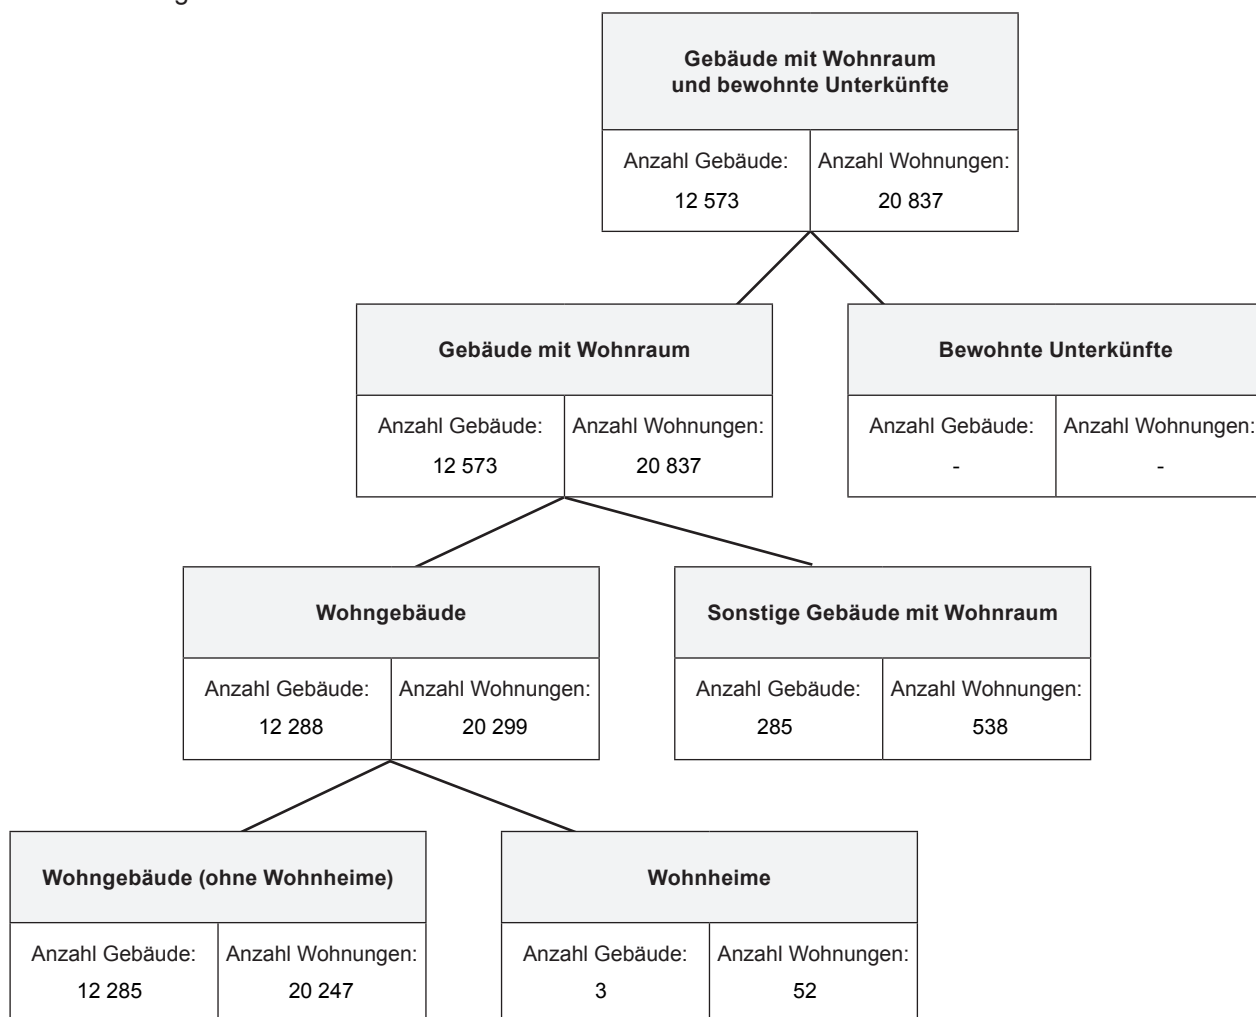 Gebäude mit Wohnraum
und bewohnte Unterkünfte
Anzahl Gebäude: Anzahl Wohnungen:
12 573 20 837
Gebäude mit Wohnraum
Anzahl Gebäude: Anzahl Wohnungen:
12 573 20 837
Bewohnte Unterkünfte
Anzahl Gebäude: Anzahl Wohnungen:
- -
Wohngebäude
Anzahl Gebäude: Anzahl Wohnungen:
12 288 20 299
Sonstige Gebäude mit Wohnraum
Anzahl Gebäude: Anzahl Wohnungen:
285 538
Wohngebäude (ohne Wohnheime)
Anzahl Gebäude: Anzahl Wohnungen:
12 285 20 247
Wohnheime
Anzahl Gebäude: Anzahl Wohnungen:
3 52